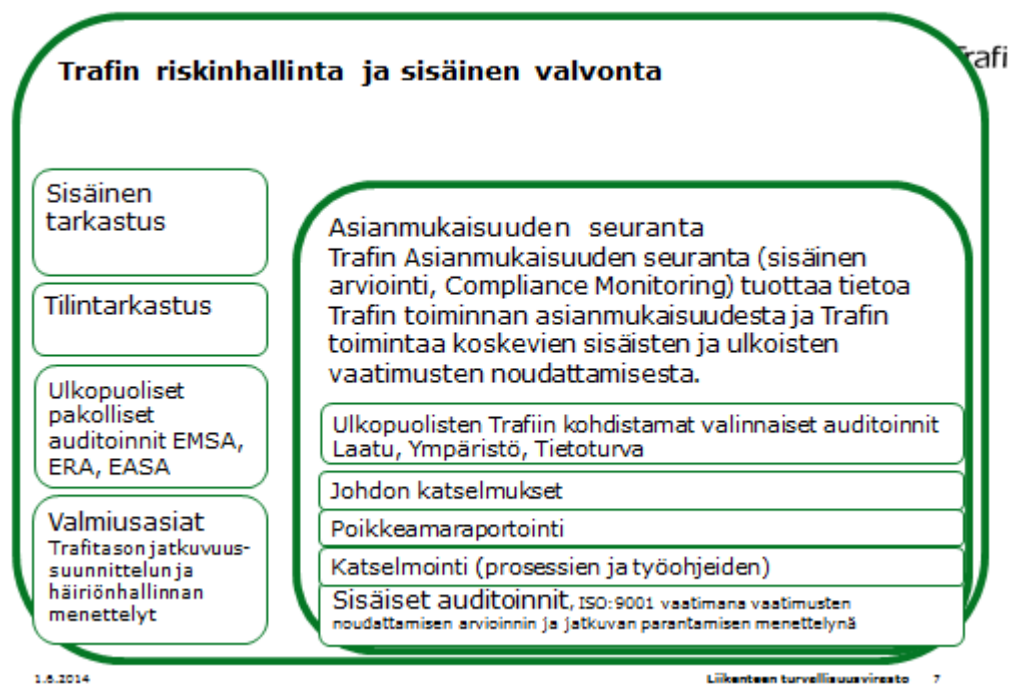 Trafin riskinhallinta ja sisäinen valvonta
rafi
Sisäinen
tarkastus
Tilintarkastus
Ulkopuoliset
pakolliset
auditoinnit EMSA,
ERA, EASA
Valmiusasiat
Trafitason jatkuvuus-
suunnittelun ja
häiriönhallinnan
menettelyt
Asianmukaisuuden seuranta
Trafin Asianmukaisuuden seuranta (sisäinen
arviointi, Compliance Monitoring) tuottaa tietoa
Trafin toiminnan asianmukaisuudesta ja Trafin
toimintaa koskevien sisäisten ja ulkoisten
vaatimusten noudattamisesta.
Ulkopuolisten Trafiin kohdistamat valinnaiset auditoinnit
Laatu, Ympäristö, Tietoturva
Johdon katselmukset
Poikkeamaraportointi
Katselmointi (prosessien ja työohjeiden)
Sisäiset auditoinnit, ISO:9001 vaatimana vaatimusten
noudattamisen arvioinnin ja jatkuvan parantamisen menettelynä
1.6.2014
Liikenteen turvallisuusvirasto 7